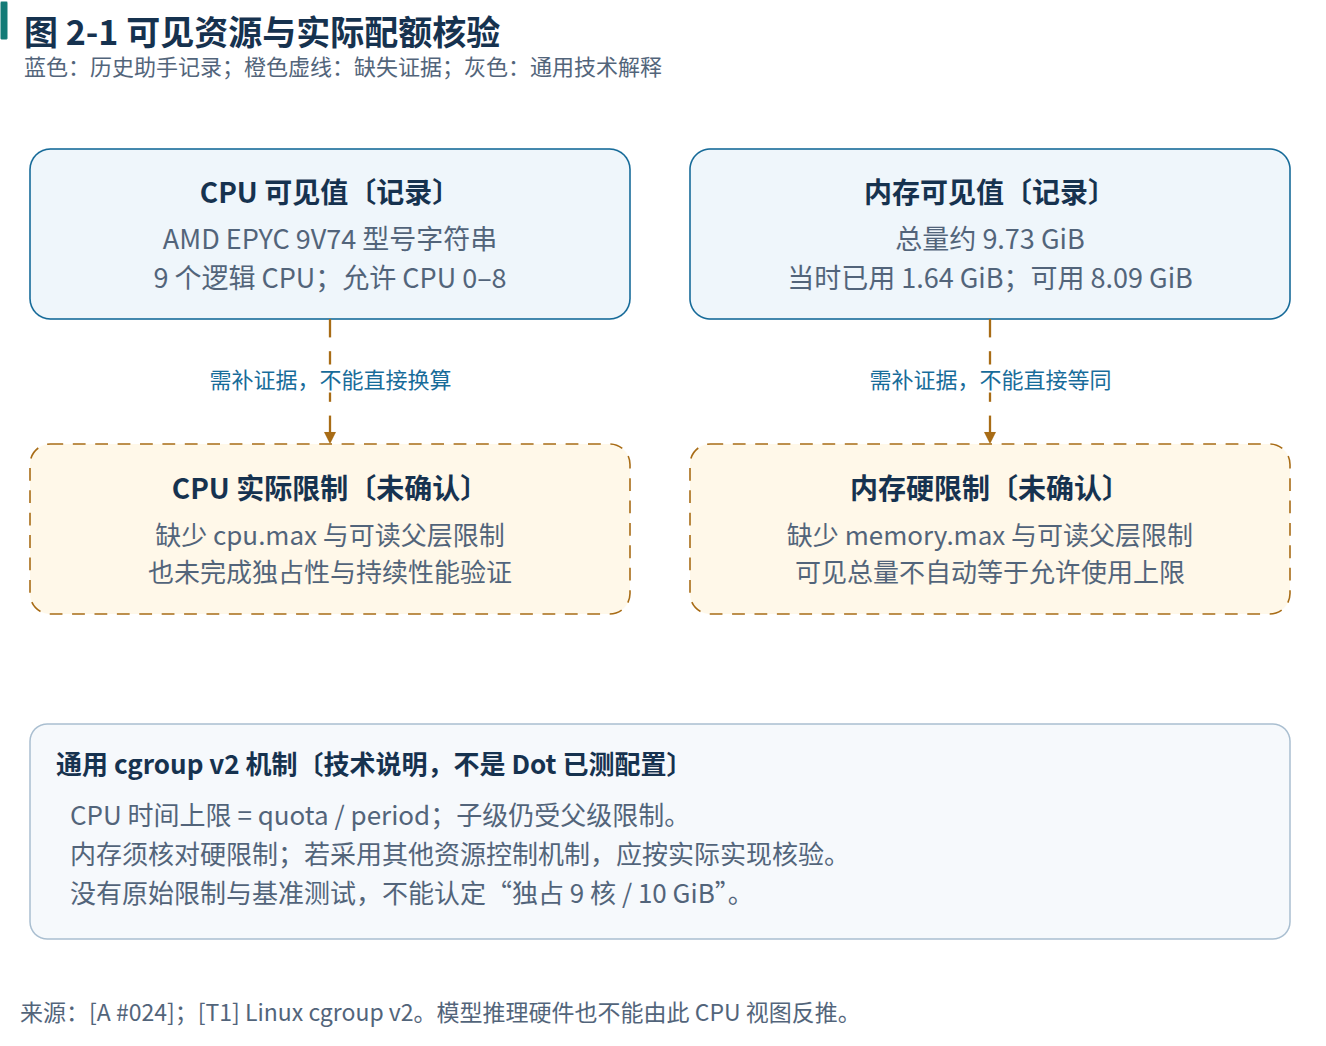 图 2-1 可见资源与实际配额核验
蓝色：历史助手记录；橙色虚线：缺失证据；灰色：通用技术解释
CPU 可见值〔记录〕
AMD EPYC 9V74 型号字符串
9 个逻辑 CPU；允许 CPU 0–8
内存可见值〔记录〕
总量约 9.73 GiB
当时已用 1.64 GiB；可用 8.09 GiB
需补证据，不能直接换算
需补证据，不能直接等同
CPU 实际限制〔未确认〕
缺少 cpu.max 与可读父层限制
也未完成独占性与持续性能验证
内存硬限制〔未确认〕
缺少 memory.max 与可读父层限制
可见总量不自动等于允许使用上限
通用 cgroup v2 机制〔技术说明，不是 Dot 已测配置〕
CPU 时间上限 = quota / period；子级仍受父级限制。
内存须核对硬限制；若采用其他资源控制机制，应按实际实现核验。
没有原始限制与基准测试，不能认定“独占 9 核 / 10 GiB”。
来源：[A #024]；[T1] Linux cgroup v2。模型推理硬件也不能由此 CPU 视图反推。